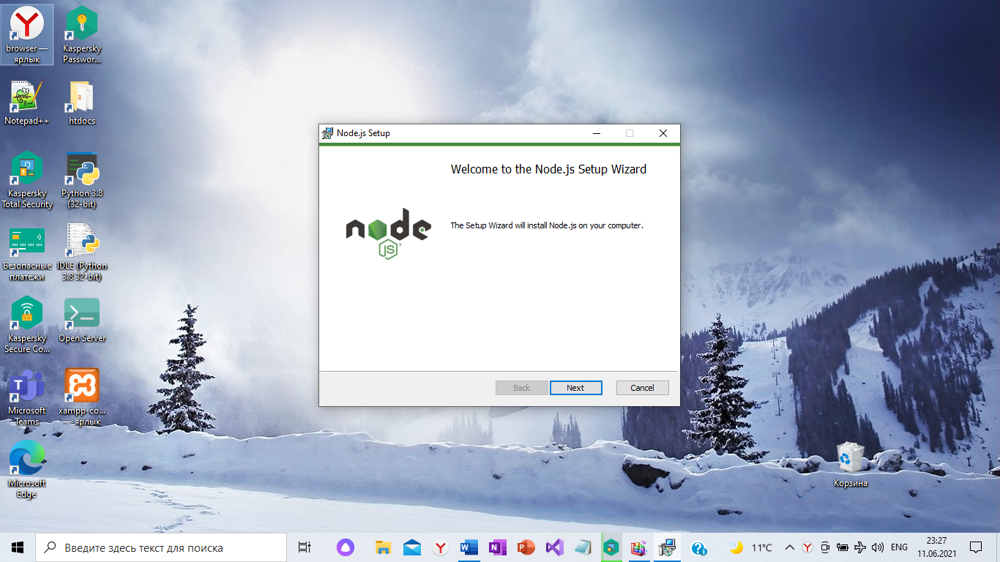 browser —
ярлык
Kaspersky
Passwor...
Notepad++
htdocs
Kaspersky
Total Security
Python 3.8
(32-bit)
Безопасные
платежи
IDLE (Python
3.8 32-bit)
Kaspersky
Secure Co...
Open Server
Microsoft
Teams
xampp-co...
— ярлык
Microsoft
Edge
Node.js Setup
Welcome to the Node.js Setup Wizard
The Setup Wizard will install Node.js on your computer.
node
JS
Back
Next
Cancel
Корзина
Введите здесь текст для поиска
11°C
ENG
23:27
11.06.2021